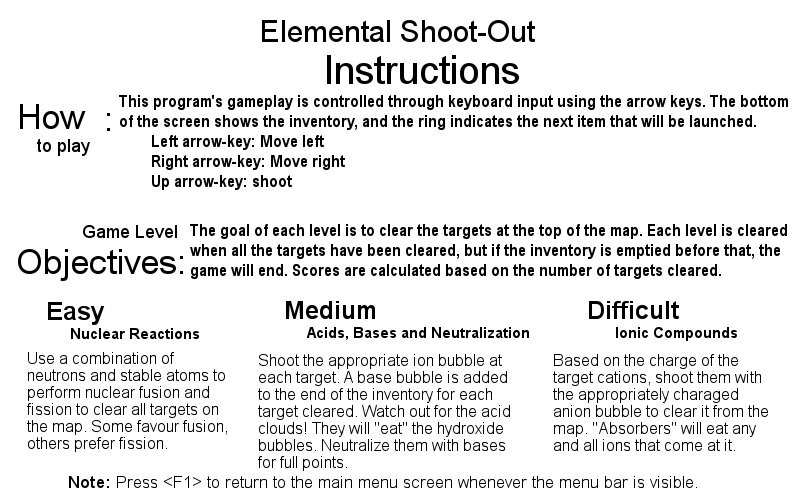 Elemental Shoot-Out
Instructions
How to play :
This program's gameplay is controlled through keyboard input using the arrow keys. The bottom
of the screen shows the inventory, and the ring indicates the next item that will be launched.
Left arrow-key: Move left
Right arrow-key: Move right
Up arrow-key: shoot
Game Level
Objectives:
The goal of each level is to clear the targets at the top of the map. Each level is cleared
when all the targets have been cleared, but if the inventory is emptied before that, the
game will end. Scores are calculated based on the number of targets cleared.
Easy
Nuclear Reactions
Use a combination of
neutrons and stable atoms to
perform nuclear fusion and
fission to clear all targets on
the map. Some favour fusion,
others prefer fission.
Medium
Acids, Bases and Neutralization
Shoot the appropriate ion bubble at
each target. A base bubble is added
to the end of the inventory for each
target cleared. Watch out for the acid
clouds! They will "eat" the hydroxide
bubbles. Neutralize them with bases
for full points.
Difficult
Ionic Compounds
Based on the charge of the
target cations, shoot them with
the appropriately charaged
anion bubble to clear it from the
map. "Absorbers" will eat any
and all ions that come at it.
Note: Press <F1> to return to the main menu screen whenever the menu bar is visible.